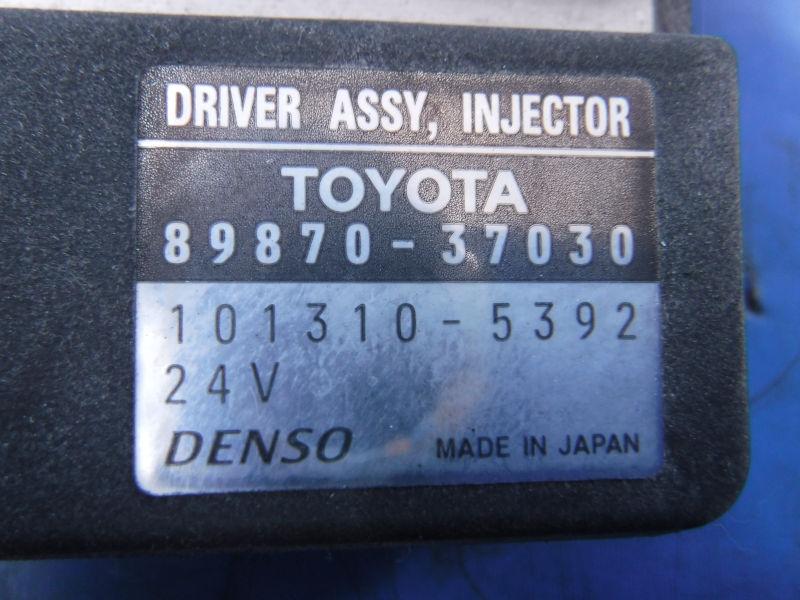 DRIVER ASSY, INJECTOR
TOYOTA
89870-37030
101310-5392
24V
DENSO MADE IN JAPAN